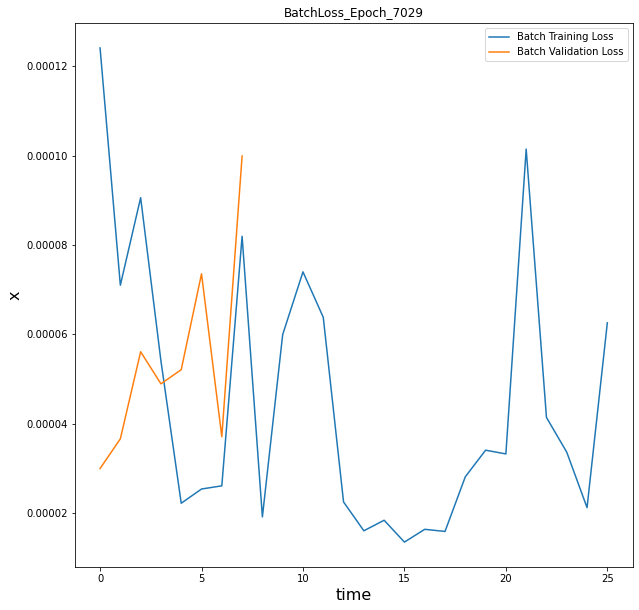 BatchLoss_Epoch_7029
Batch Training Loss
Batch Validation Loss
0.00012
0.00010
0.00008
0.00006
0.00004
0.00002
x
0 5 10 15 20 25
time